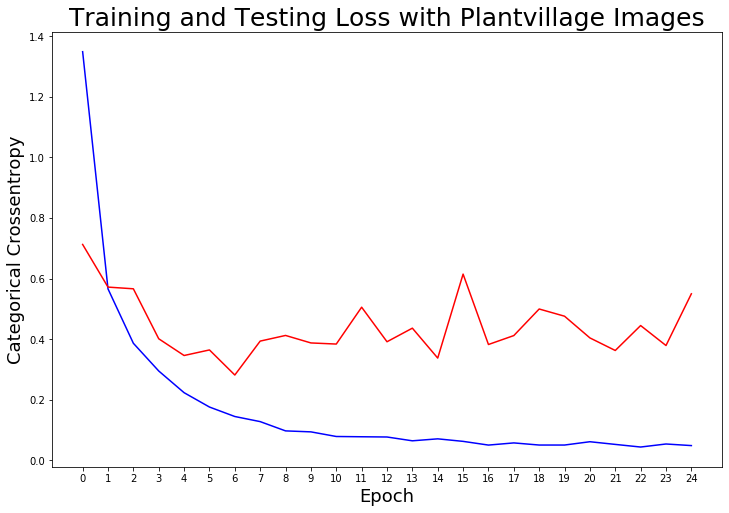 Training and Testing Loss with Plantvillage Images
1.4
1.2
1.0
0.8
0.6
0.4
0.2
0.0
Categorical Crossentropy
0 1 2 3 4 5 6 7 8 9 10 11 12 13 14 15 16 17 18 19 20 21 22 23 24
Epoch